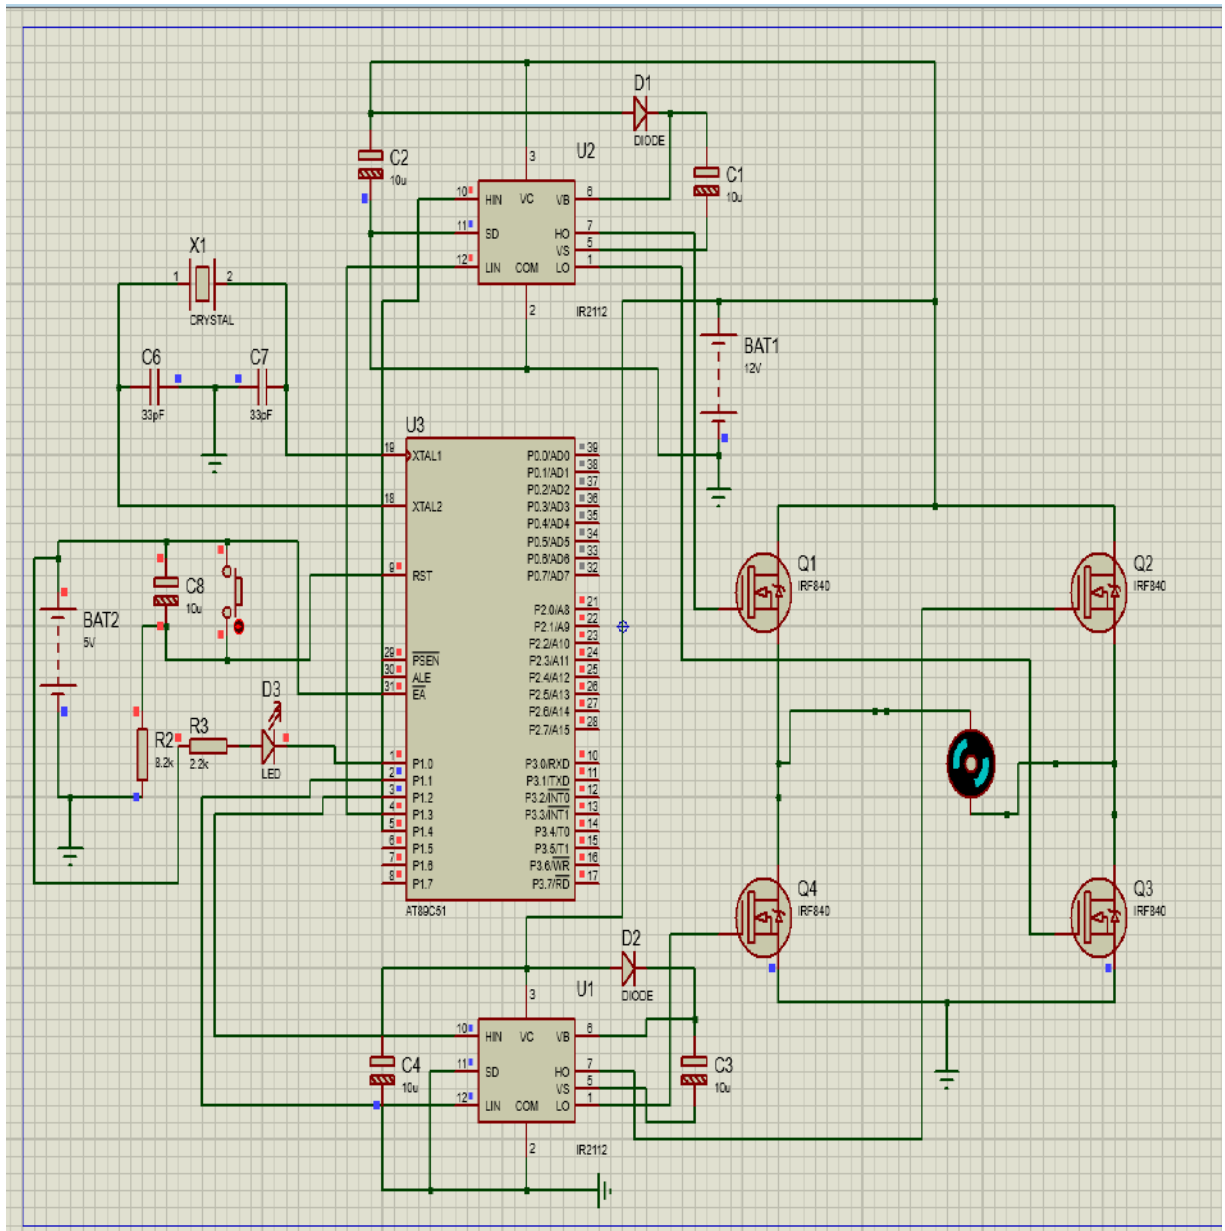 D1
DIODE
U2
C2
10u
C1
10u
3
10
HIN
VC
VB
6
11
SD
HO
7
VS
5
12
LIN
COM
LO
1
2
IR2112
X1
1
2
CRYSTAL
C6
33pF
C7
33pF
BAT1
12V
U3
19
XTAL1
18
XTAL2
9
RST
29
PSEN
30
ALE
31
EA
1
P1.0
2
P1.1
3
P1.2
4
P1.3
5
P1.4
6
P1.5
7
P1.6
8
P1.7
P0.0/AD0
39
P0.1/AD1
38
P0.2/AD2
37
P0.3/AD3
36
P0.4/AD4
35
P0.5/AD5
34
P0.6/AD6
33
P0.7/AD7
32
P2.0/A8
21
P2.1/A9
22
P2.2/A10
23
P2.3/A11
24
P2.4/A12
25
P2.5/A13
26
P2.6/A14
27
P2.7/A15
28
P3.0/RXD
10
P3.1/TXD
11
P3.2/INT0
12
P3.3/INT1
13
P3.4/T0
14
P3.5/T1
15
P3.6/WR
16
P3.7/RD
17
AT89C51
C8
10u
BAT2
5V
D3
LED
R2
8.2k
R3
2.2k
Q1
IRF840
Q2
IRF840
Q4
IRF840
Q3
IRF840
D2
DIODE
U1
3
10
HIN
VC
VB
6
11
SD
HO
7
VS
5
12
LIN
COM
LO
1
2
IR2112
C4
10u
C3
10u